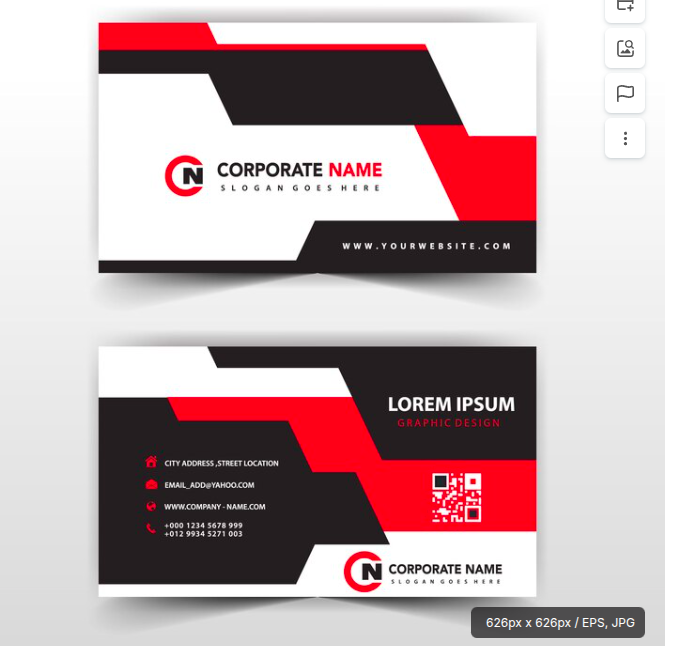 CN
CORPORATE NAME
SLOGAN GOES HERE
WWW.YOURWEBSITE.COM
LOREM IPSUM
GRAPHIC DESIGN
CITY ADDRESS ,STREET LOCATION
EMAIL_ADD@YAHOO.COM
WWW.COMPANY - NAME.COM
+000 1234 5678 999
+012 9934 5271 003
CN
CORPORATE NAME
SLOGAN GOES HERE
626px x 626px / EPS, JPG